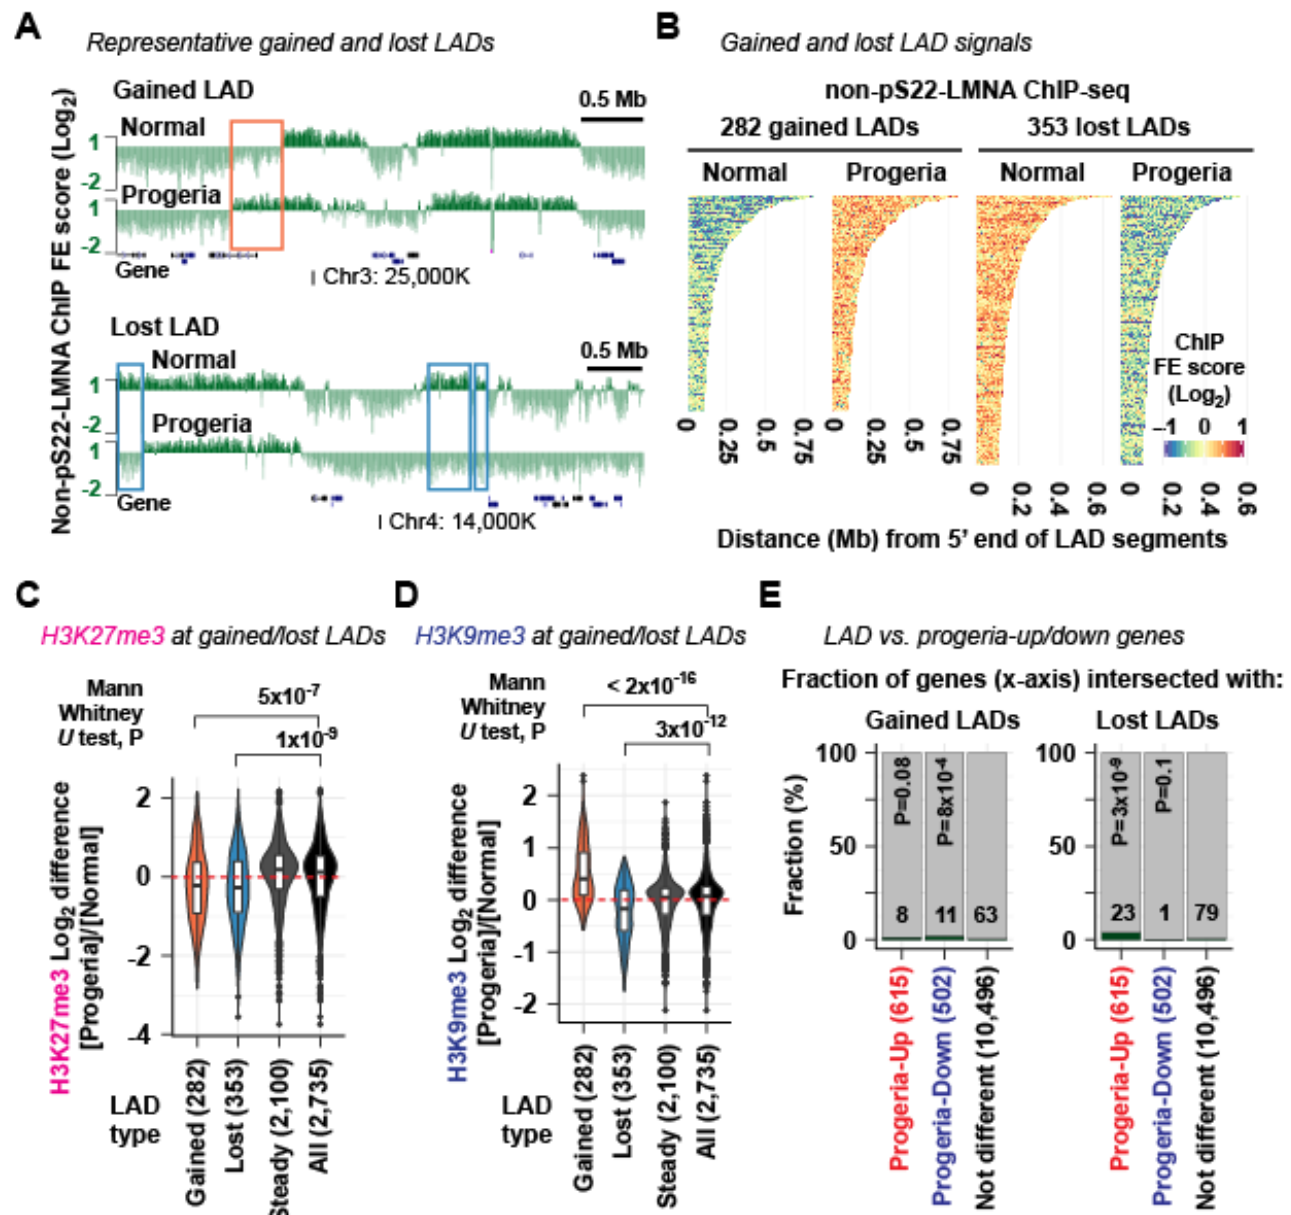 A
Representative gained and lost LADs
Non-pS22-LMNA ChIP FE score (Log2)
Gained LAD
0.5 Mb
Normal
1
-2
Progeria
1
-2
Gene
Chr3: 25,000K
Lost LAD
0.5 Mb
Normal
1
-2
Progeria
1
-2
Gene
Chr4: 14,000K
B
Gained and lost LAD signals
non-pS22-LMNA ChIP-seq
282 gained LADs
353 lost LADs
Normal
Progeria
Normal
Progeria
ChIP
FE score
(Log2)
–1 0 1
0 0.25 0.5 0.75
0 0.25 0.5 0.75
0 0.2 0.4 0.6
0 0.2 0.4 0.6
Distance (Mb) from 5' end of LAD segments
C
H3K27me3 at gained/lost LADs
Mann
Whitney
U test, P
5x10-7
1x10-9
H3K27me3 Log2 difference
[Progeria]/[Normal]
2
0
-2
-4
LAD
type
Gained (282)
Lost (353)
Steady (2,100)
All (2,735)
D
H3K9me3 at gained/lost LADs
Mann
Whitney
U test, P
< 2x10-16
3x10-12
H3K9me3 Log2 difference
[Progeria]/[Normal]
2
1
0
-1
-2
LAD
type
Gained (282)
Lost (353)
Steady (2,100)
All (2,735)
E
LAD vs. progeria-up/down genes
Fraction of genes (x-axis) intersected with:
Gained LADs
Lost LADs
Fraction (%)
100
50
0
P=0.08
P=8x10-4
8 11 63
100
50
0
P=3x10-9
P=0.1
23 1 79
Progeria-Up (615)
Progeria-Down (502)
Not different (10,496)
Progeria-Up (615)
Progeria-Down (502)
Not different (10,496)